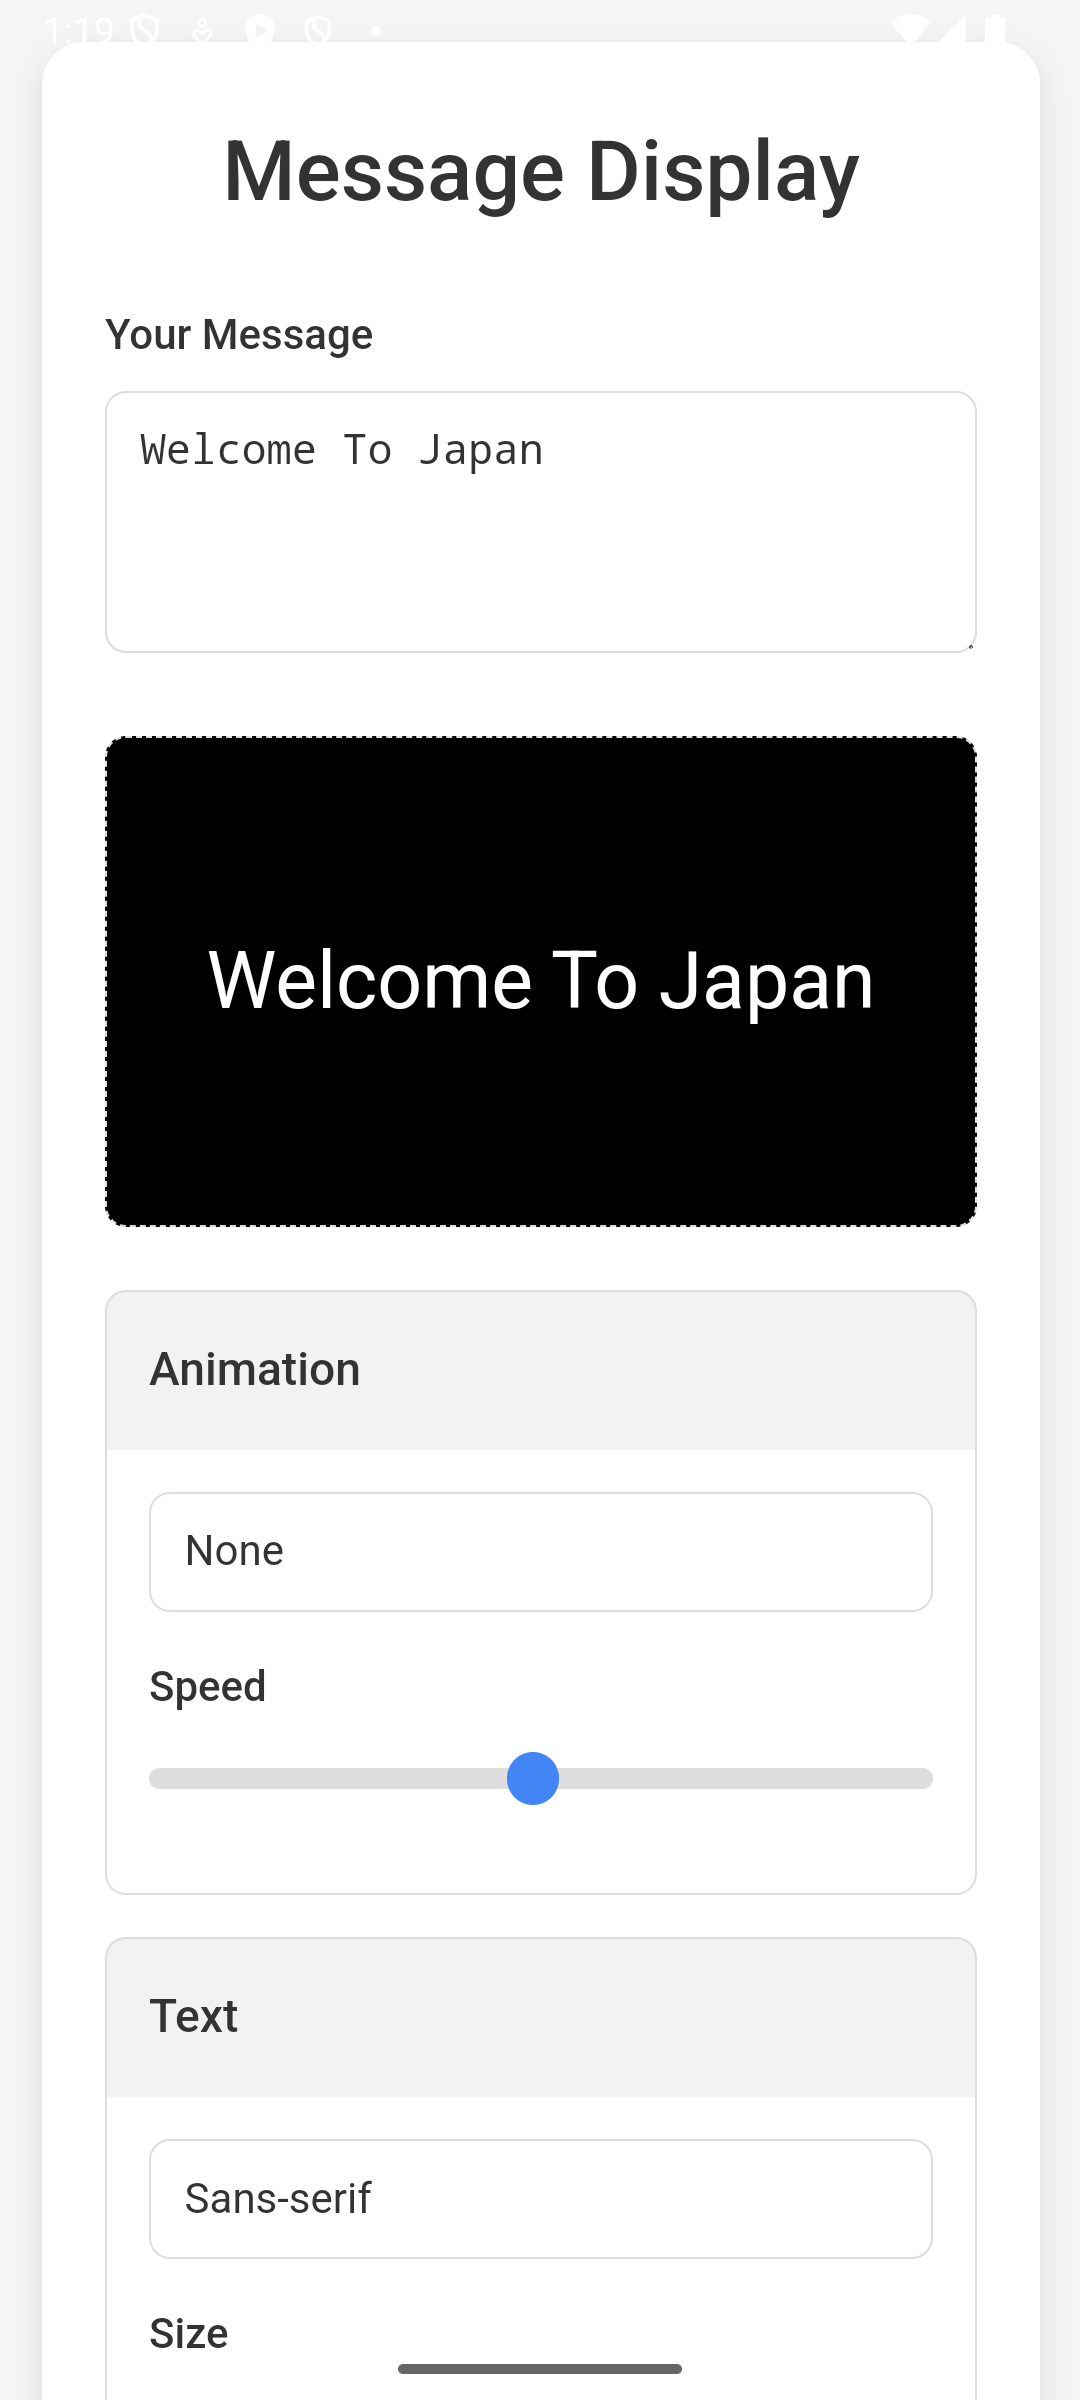 1:19
Message Display
Your Message
Welcome To Japan
Welcome To Japan
Animation
None
Speed
Text
Sans-serif
Size